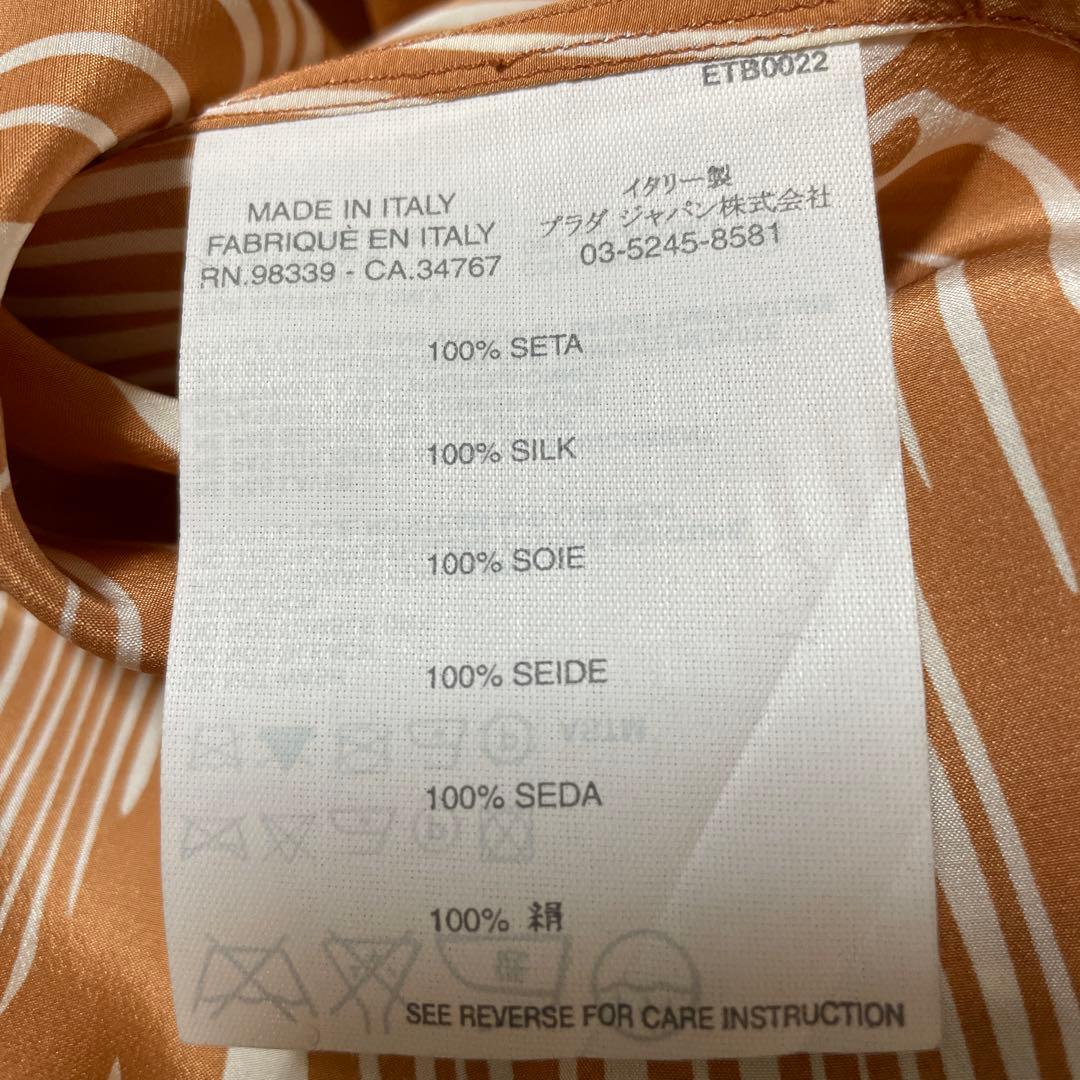 ETB0022
MADE IN ITALY
FABRIQUÈ EN ITALY
RN.98339 - CA.34767
イタリー製
プラダ ジャパン株式会社
03-5245-8581
100% SETA
100% SILK
100% SOIE
100% SEIDE
100% SEDA
100% 絹
SEE REVERSE FOR CARE INSTRUCTION